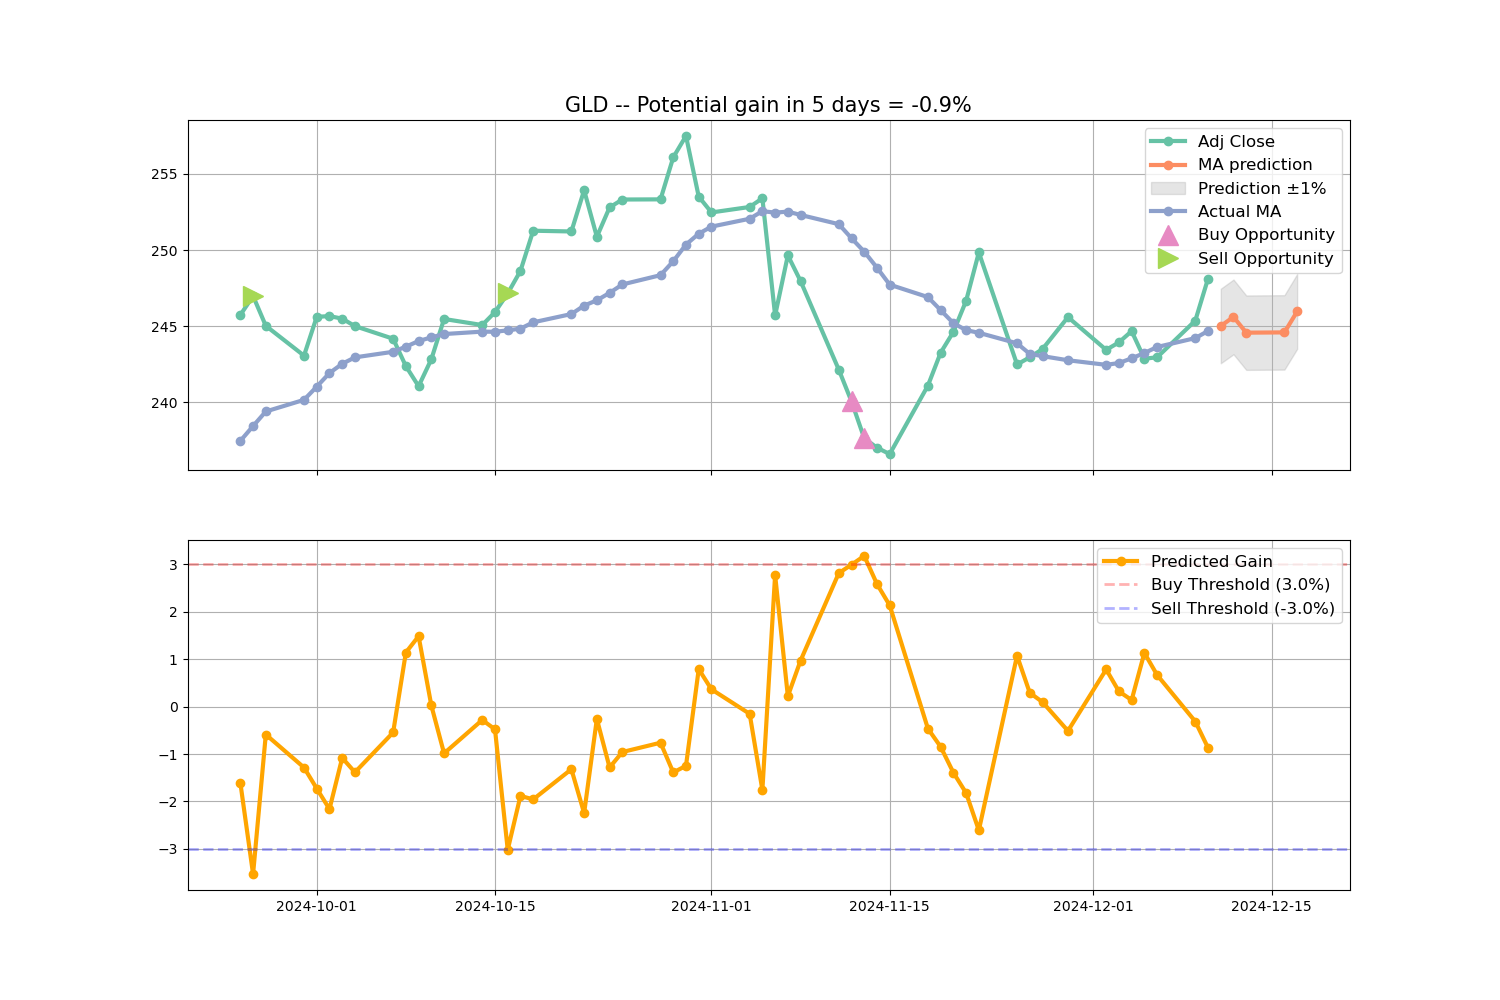 GLD -- Potential gain in 5 days = -0.9%
255
250
245
240
Adj Close
MA prediction
Prediction ±1%
Actual MA
Buy Opportunity
Sell Opportunity
3
2
1
0
−1
−2
−3
Predicted Gain
Buy Threshold (3.0%)
Sell Threshold (-3.0%)
2024-10-01
2024-10-15
2024-11-01
2024-11-15
2024-12-01
2024-12-15